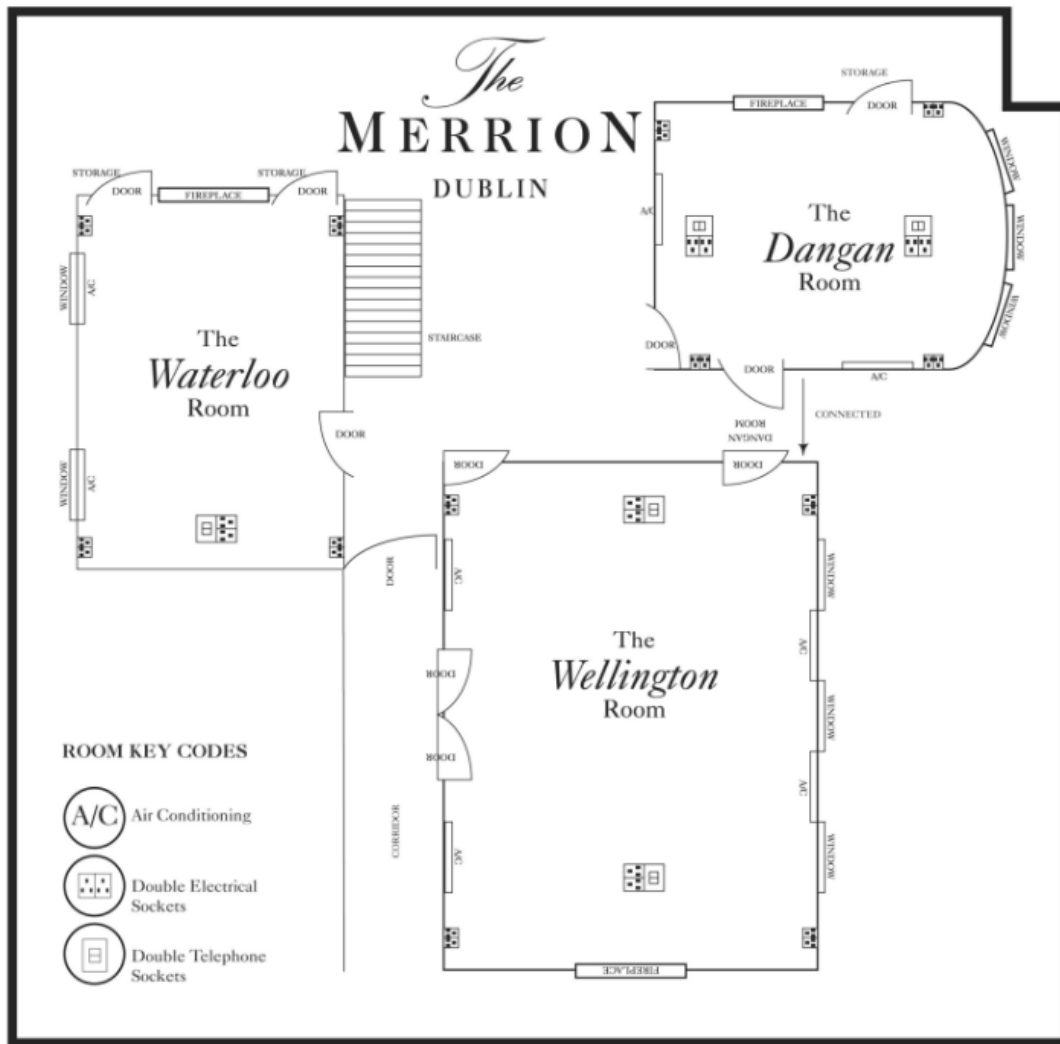 The
MERRION
DUBLIN
STORAGE
DOOR
FIREPLACE
STORAGE
DOOR
WINDOW
A/C
WINDOW
A/C
The
Waterloo
Room
DOOR
STAIRCASE
STORAGE
DOOR
FIREPLACE
A/C
WINDOW
WINDOW
WINDOW
The
Dangan
Room
DOOR
DOOR
A/C
CONNECTED
DANGAN
ROOM
DOOR
DOOR
DOOR
A/C
DOOR
DOOR
A/C
CORRIDOR
The
Wellington
Room
WINDOW
A/C
WINDOW
A/C
WINDOW
FIREPLACE
ROOM KEY CODES
A/C Air Conditioning
Double Electrical
Sockets
Double Telephone
Sockets